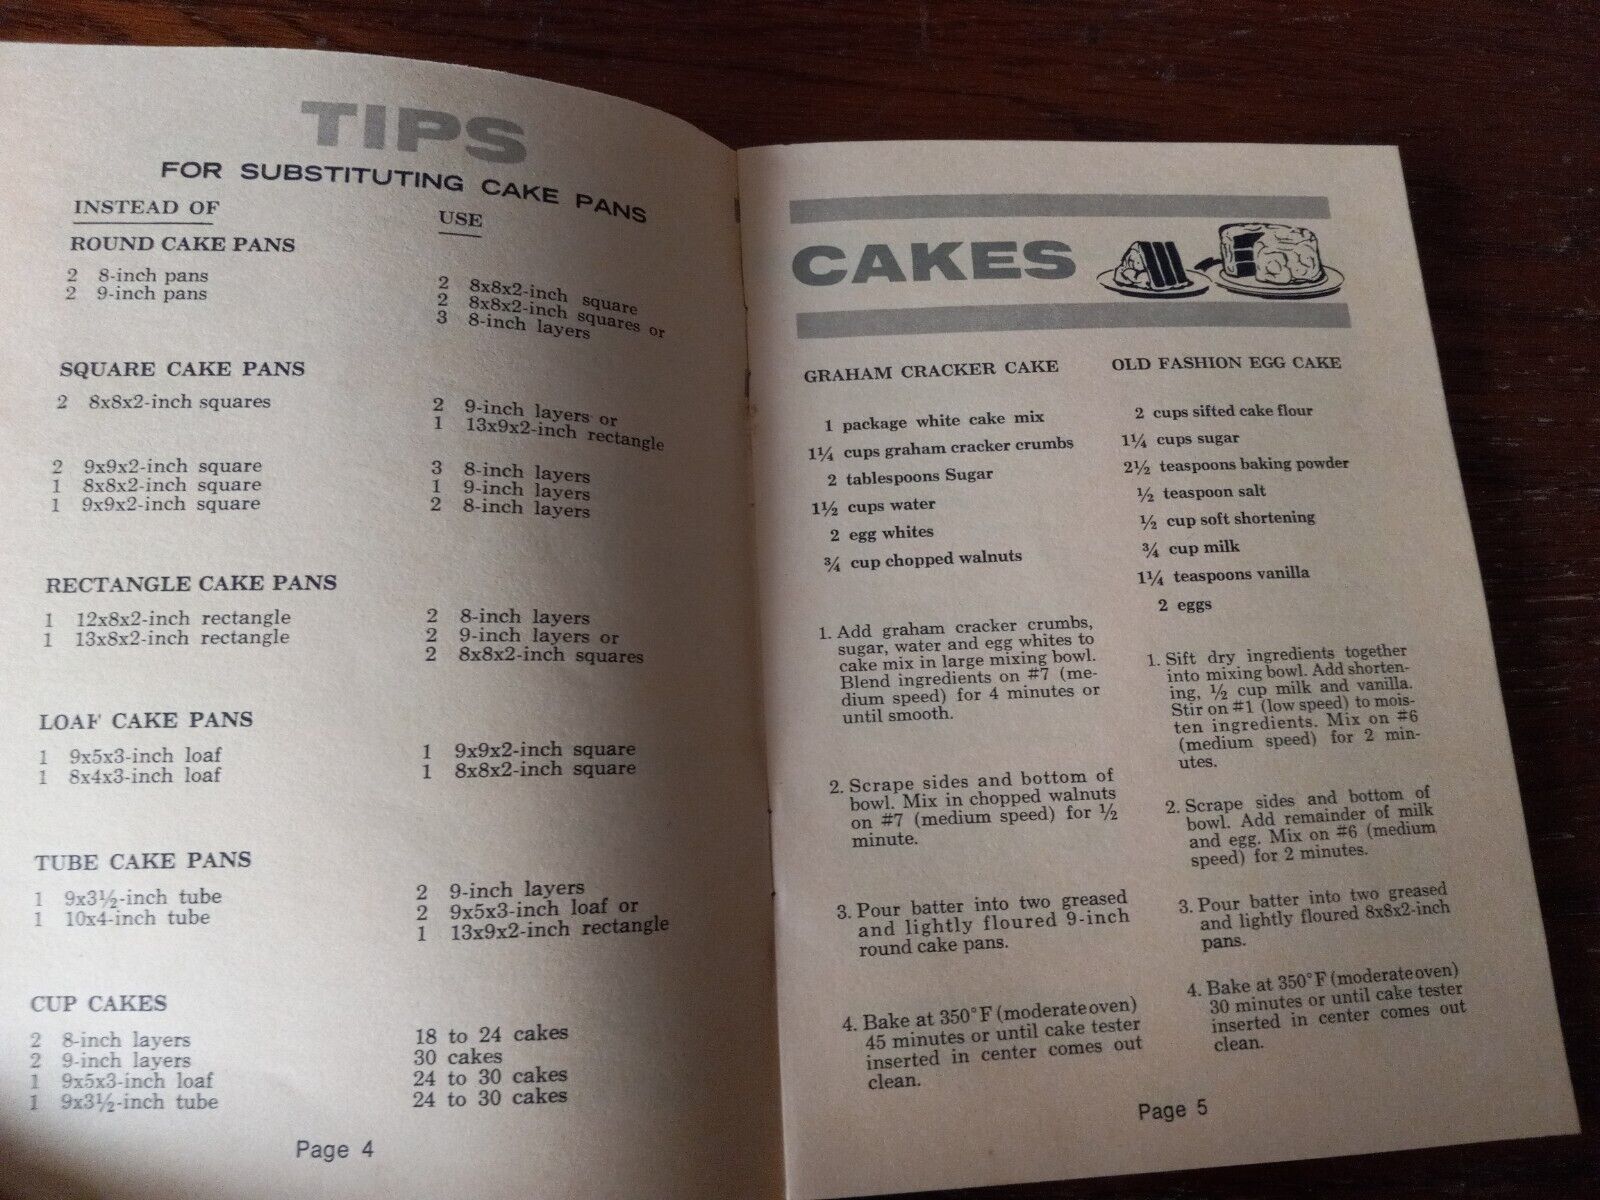 TIPS
FOR SUBSTITUTING CAKE PANS
INSTEAD OF USE
ROUND CAKE PANS
2 8-inch pans 2 8x8x2-inch square
2 9-inch pans 2 8x8x2-inch squares or
3 8-inch layers
SQUARE CAKE PANS
2 8x8x2-inch squares 2 9-inch layers or
1 13x9x2-inch rectangle
2 9x9x2-inch square 3 8-inch layers
1 8x8x2-inch square 1 9-inch layers
1 9x9x2-inch square 2 8-inch layers
RECTANGLE CAKE PANS
1 12x8x2-inch rectangle 2 8-inch layers
1 13x8x2-inch rectangle 2 9-inch layers or
2 8x8x2-inch squares
LOAF CAKE PANS
1 9x5x3-inch loaf 1 9x9x2-inch square
1 8x4x3-inch loaf 1 8x8x2-inch square
TUBE CAKE PANS
1 9x3½-inch tube 2 9-inch layers
1 10x4-inch tube 2 9x5x3-inch loaf or
1 13x9x2-inch rectangle
CUP CAKES
2 8-inch layers 18 to 24 cakes
2 9-inch layers 30 cakes
1 9x5x3-inch loaf 24 to 30 cakes
1 9x3½-inch tube 24 to 30 cakes
Page 4
CAKES
GRAHAM CRACKER CAKE
1 package white cake mix
1¼ cups graham cracker crumbs
2 tablespoons Sugar
1½ cups water
2 egg whites
¾ cup chopped walnuts
1. Add graham cracker crumbs,
sugar, water and egg whites to
cake mix in large mixing bowl.
Blend ingredients on #7 (me-
dium speed) for 4 minutes or
until smooth.
2. Scrape sides and bottom of
bowl. Mix in chopped walnuts
on #7 (medium speed) for ½
minute.
3. Pour batter into two greased
and lightly floured 9-inch
round cake pans.
4. Bake at 350°F (moderate oven)
45 minutes or until cake tester
inserted in center comes out
clean.
OLD FASHION EGG CAKE
2 cups sifted cake flour
1¼ cups sugar
2½ teaspoons baking powder
½ teaspoon salt
½ cup soft shortening
¾ cup milk
1¼ teaspoons vanilla
2 eggs
1. Sift dry ingredients together
into mixing bowl. Add shorten-
ing, ½ cup milk and vanilla.
Stir on #1 (low speed) to mois-
ten ingredients. Mix on #6
(medium speed) for 2 min-
utes.
2. Scrape sides and bottom of
bowl. Add remainder of milk
and egg. Mix on #6 (medium
speed) for 2 minutes.
3. Pour batter into two greased
and lightly floured 8x8x2-inch
pans.
4. Bake at 350°F (moderate oven)
30 minutes or until cake tester
inserted in center comes out
clean.
Page 5